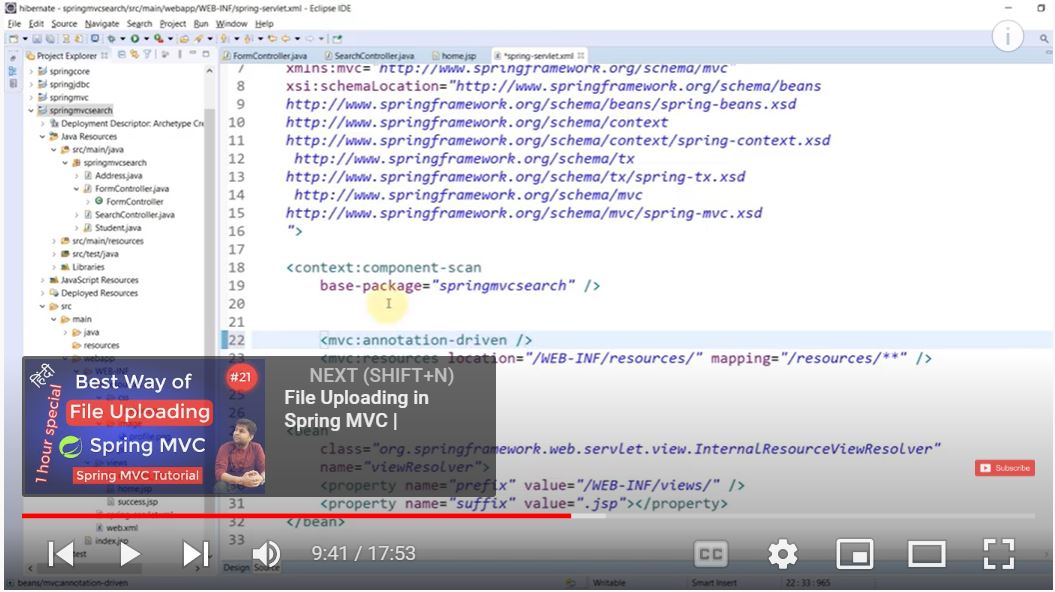 hibernate - springmvcsearch/src/main/webapp/WEB-INF/spring-servlet.xml - Eclipse IDE
File Edit Source Navigate Search Project Run Window Help
Project Explorer
FormController.java
SearchController.java
home.jsp
*spring-servlet.xml
springcore
springjdbc
springmvc
springmvcsearch
Deployment Descriptor: Archetype Cre
Java Resources
src/main/java
springmvcsearch
Address.java
FormController.java
FormController
SearchController.java
Student.java
src/main/resources
src/test/java
Libraries
JavaScript Resources
Deployed Resources
src
main
java
resources
webapp
WEB-INF
views
home.jsp
success.jsp
spring-servlet.xml
web.xml
index.jsp
test
7 xmlns:mvc="http://www.springframework.org/schema/mvc"
8 xsi:schemaLocation="http://www.springframework.org/schema/beans
9 http://www.springframework.org/schema/beans/spring-beans.xsd
10 http://www.springframework.org/schema/context
11 http://www.springframework.org/schema/context/spring-context.xsd
12 http://www.springframework.org/schema/tx
13 http://www.springframework.org/schema/tx/spring-tx.xsd
14 http://www.springframework.org/schema/mvc
15 http://www.springframework.org/schema/mvc/spring-mvc.xsd
16 ">
17
18 <context:component-scan
19 base-package="springmvcsearch" />
20
21
22 <mvc:annotation-driven />
23 <mvc:resources location="/WEB-INF/resources/" mapping="/resources/**" />
<bean
class="org.springframework.web.servlet.view.InternalResourceViewResolver"
name="viewResolver">
30 <property name="prefix" value="/WEB-INF/views/" />
31 <property name="suffix" value=".jsp"></property>
32 </bean>
33
हिंदी
1 hour special
Best Way of
#21
File Uploading
Spring MVC
Spring MVC Tutorial
NEXT (SHIFT+N)
File Uploading in
Spring MVC |
Subscribe
9:41 / 17:53
CC
Design Source
beans/mvc:annotation-driven
Writable
Smart Insert
22 : 33 : 965